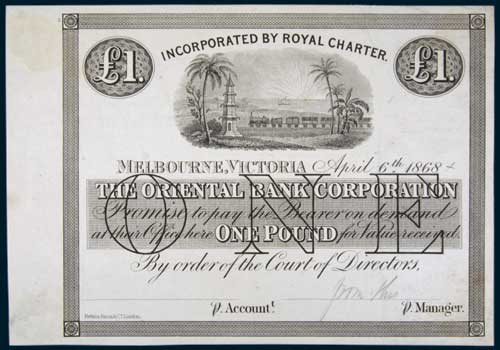 INCORPORATED BY ROYAL CHARTER.
£1. £1.
MELBOURNE, VICTORIA April 6th 1868
THE ORIENTAL BANK CORPORATION
Promise to pay the Bearer on demand
at their Office here ONE POUND for Value received.
ONE
By order of the Court of Directors.
p. Accountt. p. Manager.